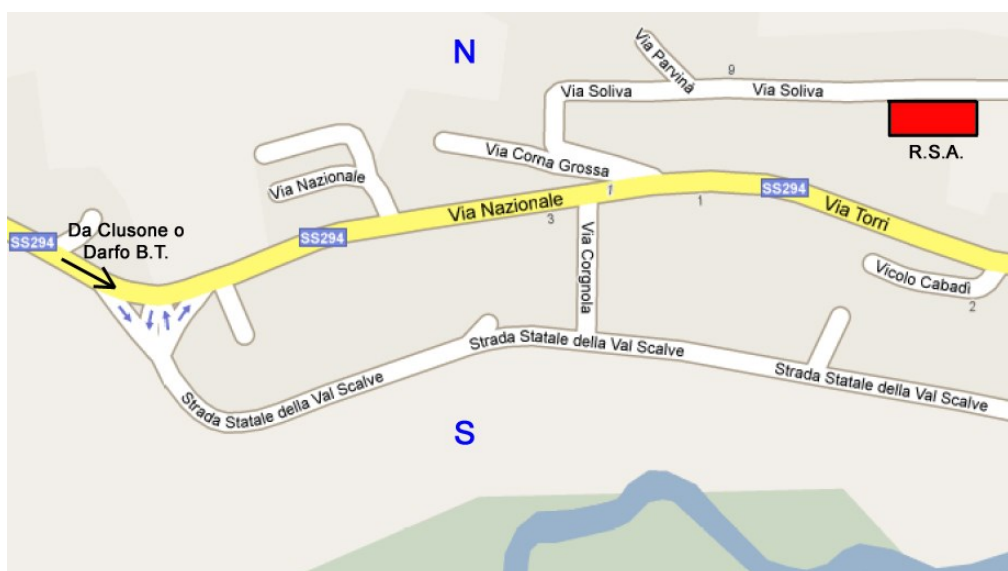 N
Via Parvinà
9
Via Soliva
Via Soliva
R.S.A.
Via Corna Grossa
Via Nazionale
1
SS294
Via Nazionale
3
1
Via Torri
Da Clusone o
Darfo B.T.
SS294
SS294
Via Corgnola
Vicolo Cabadì
2
Strada Statale della Val Scalve
Strada Statale della Val Scalve
Strada Statale della Val Scalve
S